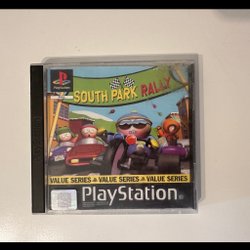 SOUTH PARK RALLY
VALUE SERIES VALUE SERIES VALUE SERIES
PlayStation